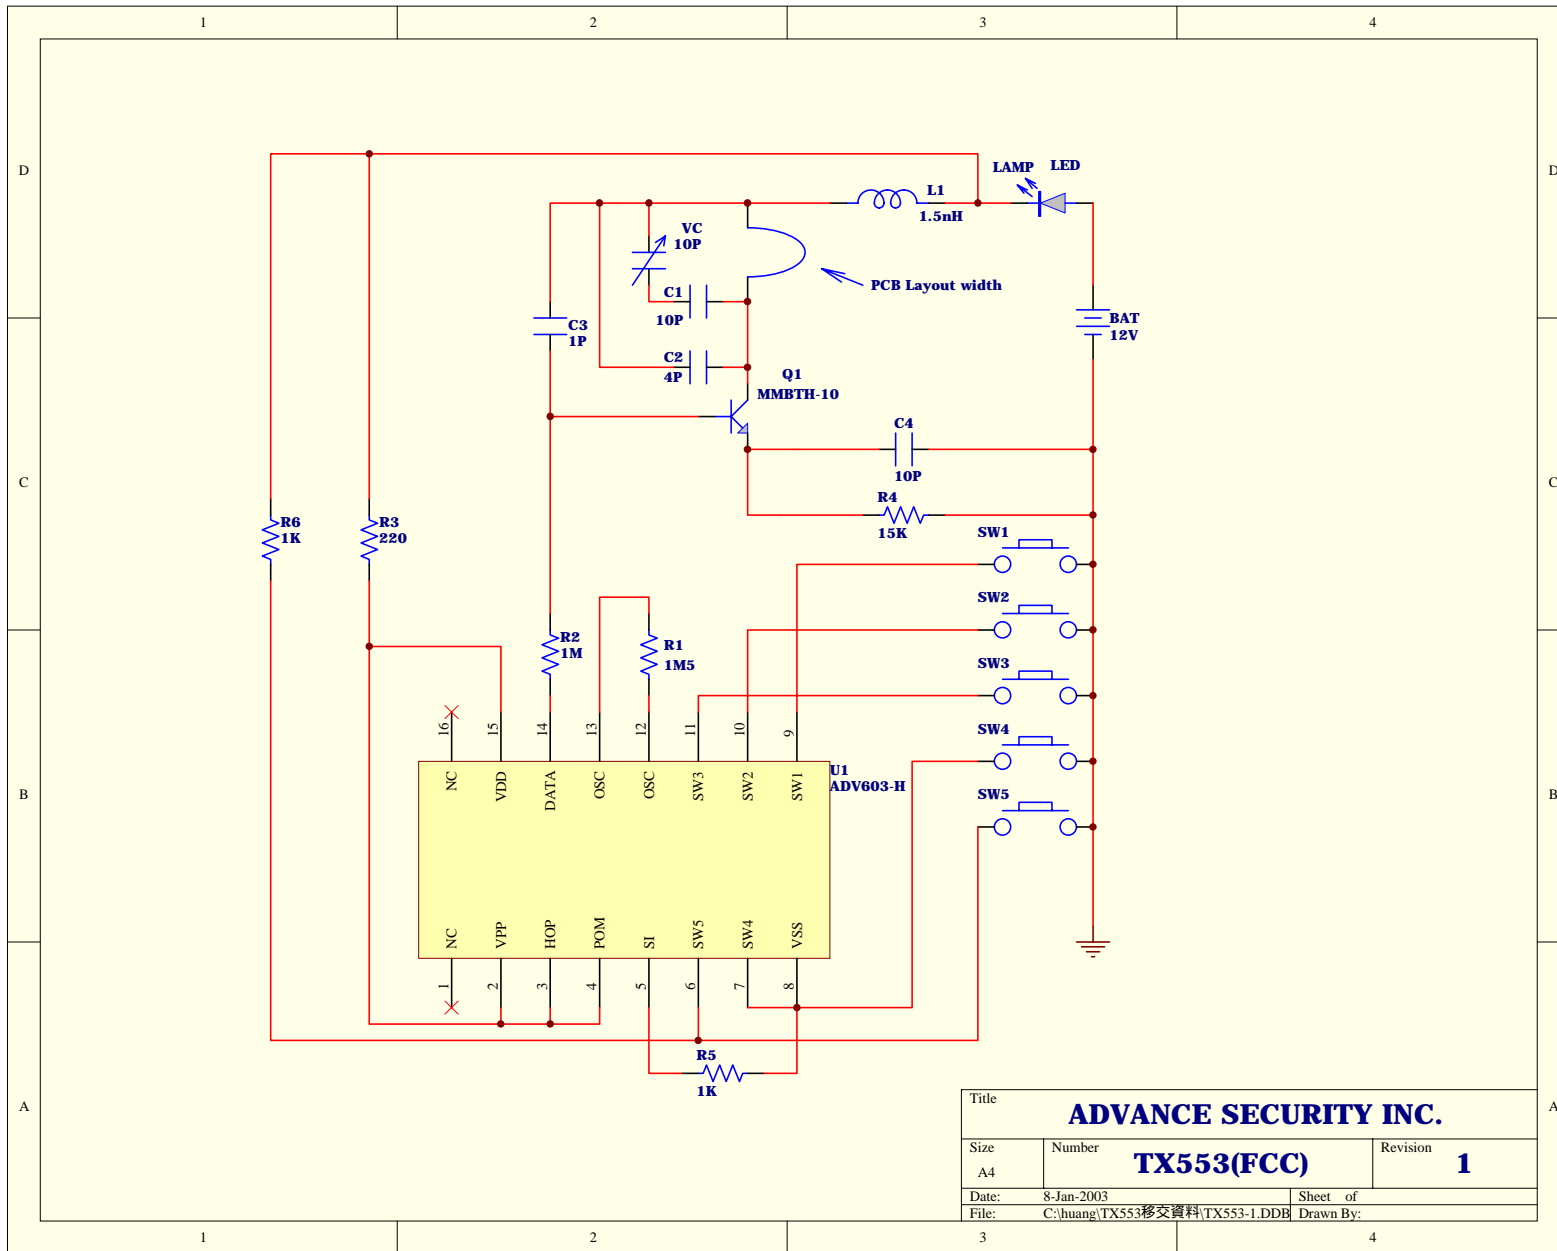 1 2 3 4
D D
LAMP LED
L1
1.5nH
VC
10P
PCB Layout width
C1
10P
BAT
12V
C3
1P
C2
4P
Q1
MMBTH-10
C4
10P
C C
R4
15K
R6
1K
R3
220
SW1
SW2
R2
1M
R1
1M5
SW3
16 15 14 13 12 11 10 9
SW4
NC VDD DATA OSC OSC SW3 SW2 SW1
U1
ADV603-H
B B
SW5
NC VPP HOP POM SI SW5 SW4 VSS
1 2 3 4 5 6 7 8
R5
1K
A A
Title
ADVANCE SECURITY INC.
Size Number Revision
A4 TX553(FCC) 1
Date: 8-Jan-2003 Sheet of
File: C:\huang\TX553移交資料\TX553-1.DDB Drawn By:
1 2 3 4